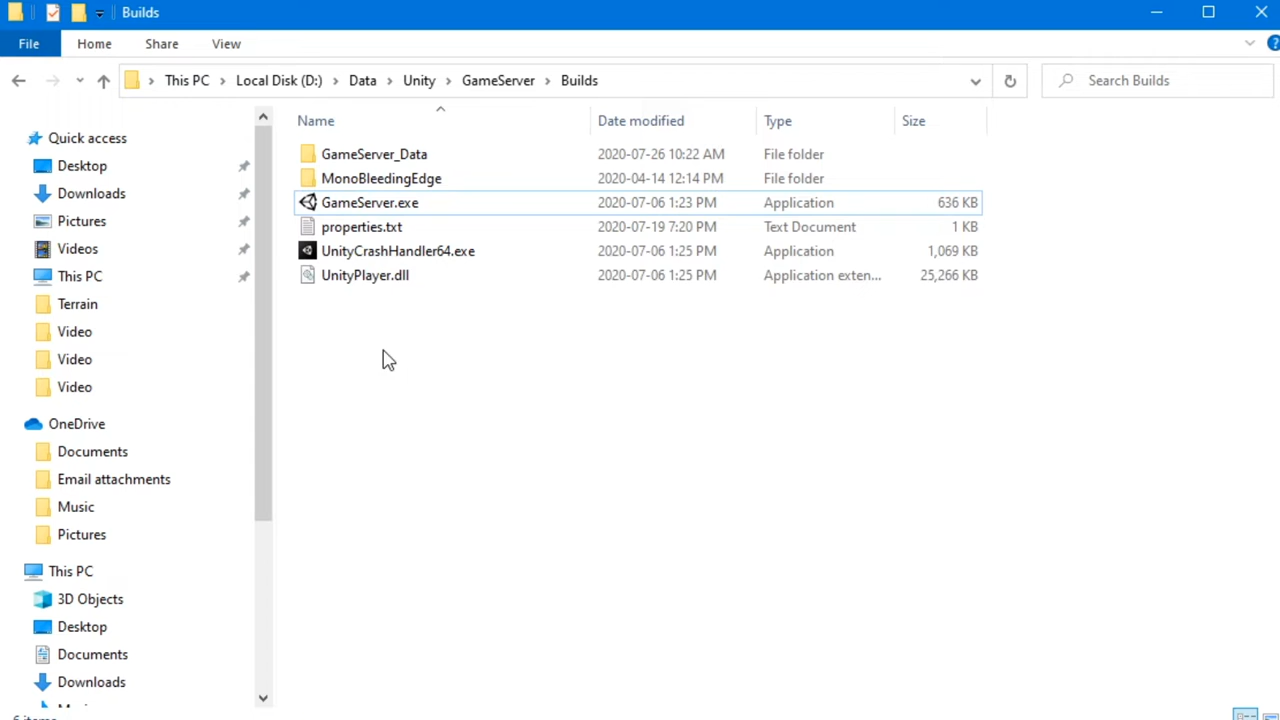 Builds
File Home Share View
This PC Local Disk (D:) Data Unity GameServer Builds Search Builds
Name Date modified Type Size
GameServer_Data 2020-07-26 10:22 AM File folder
MonoBleedingEdge 2020-04-14 12:14 PM File folder
GameServer.exe 2020-07-06 1:23 PM Application 636 KB
properties.txt 2020-07-19 7:20 PM Text Document 1 KB
UnityCrashHandler64.exe 2020-07-06 1:25 PM Application 1,069 KB
UnityPlayer.dll 2020-07-06 1:25 PM Application exten... 25,266 KB
Quick access
Desktop
Downloads
Pictures
Videos
This PC
Terrain
Video
Video
Video
OneDrive
Documents
Email attachments
Music
Pictures
This PC
3D Objects
Desktop
Documents
Downloads
6 items